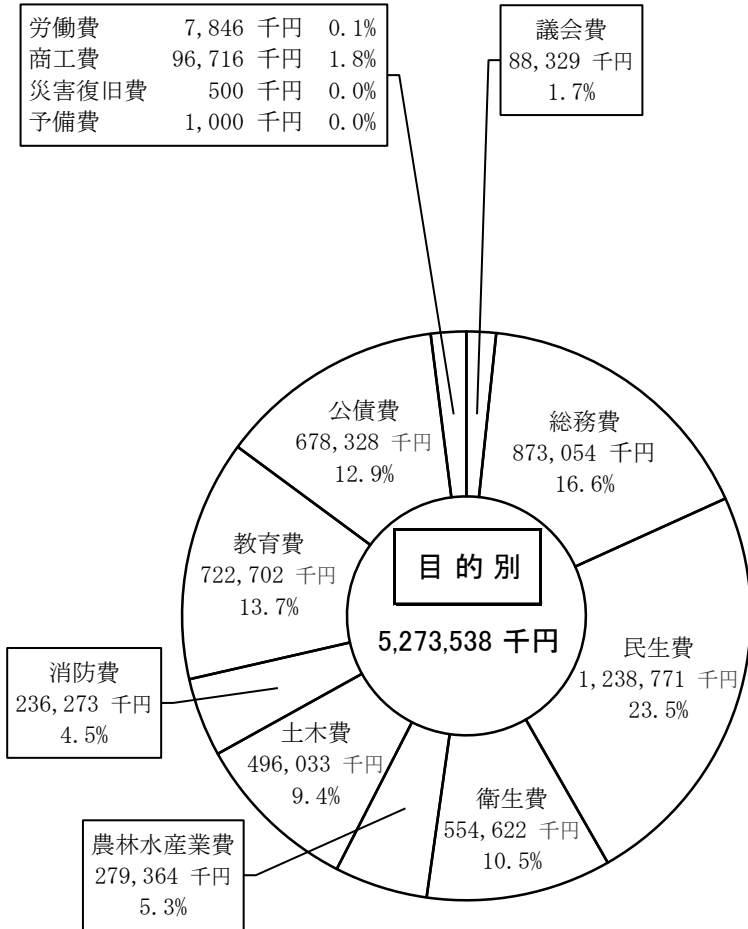 労働費 7,846 千円 0.1%
商工費 96,716 千円 1.8%
災害復旧費 500 千円 0.0%
予備費 1,000 千円 0.0%
議会費
88,329 千円
1.7%
総務費
873,054 千円
16.6%
民生費
1,238,771 千円
23.5%
衛生費
554,622 千円
10.5%
農林水産業費
279,364 千円
5.3%
土木費
496,033 千円
9.4%
消防費
236,273 千円
4.5%
教育費
722,702 千円
13.7%
公債費
678,328 千円
12.9%
目 的 別
5,273,538 千円